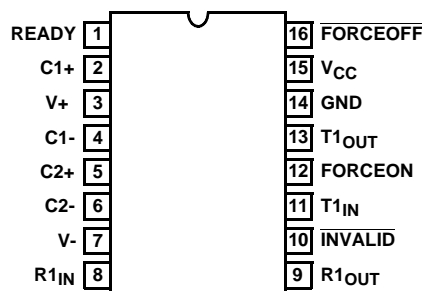 READY 1 16 FORCEOFF
C1+ 2 15 VCC
V+ 3 14 GND
C1- 4 13 T1OUT
C2+ 5 12 FORCEON
C2- 6 11 T1IN
V- 7 10 INVALID
R1IN 8 9 R1OUT